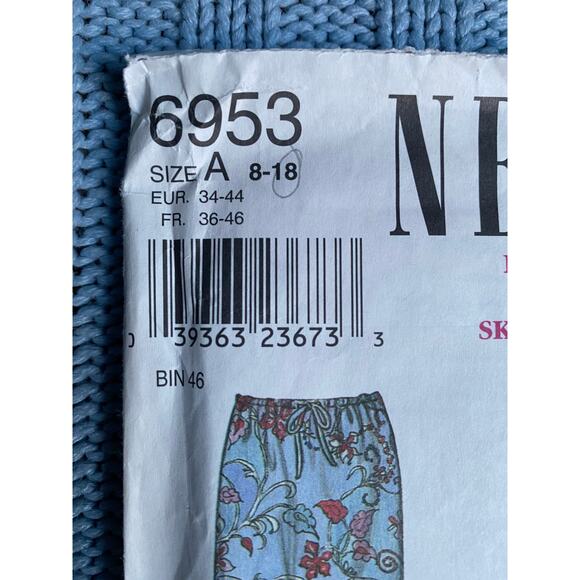 6953
SIZE A 8-18
EUR. 34-44
FR. 36-46
NE
SK
0 39363 23673 3
BIN 46